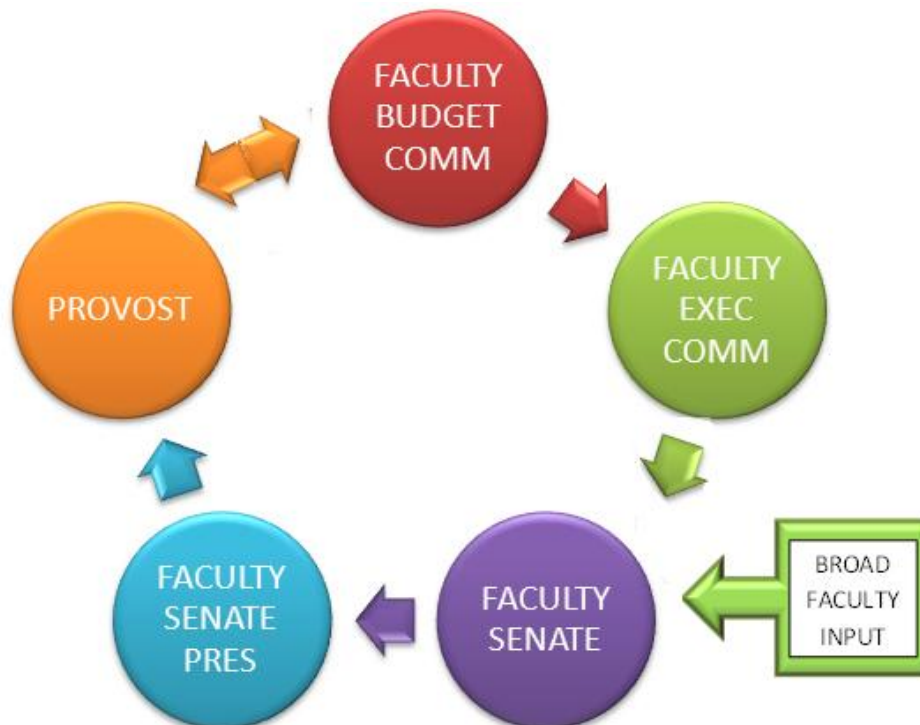 FACULTY
BUDGET
COMM
PROVOST
FACULTY
EXEC
COMM
FACULTY
SENATE
PRES
FACULTY
SENATE
BROAD
FACULTY
INPUT